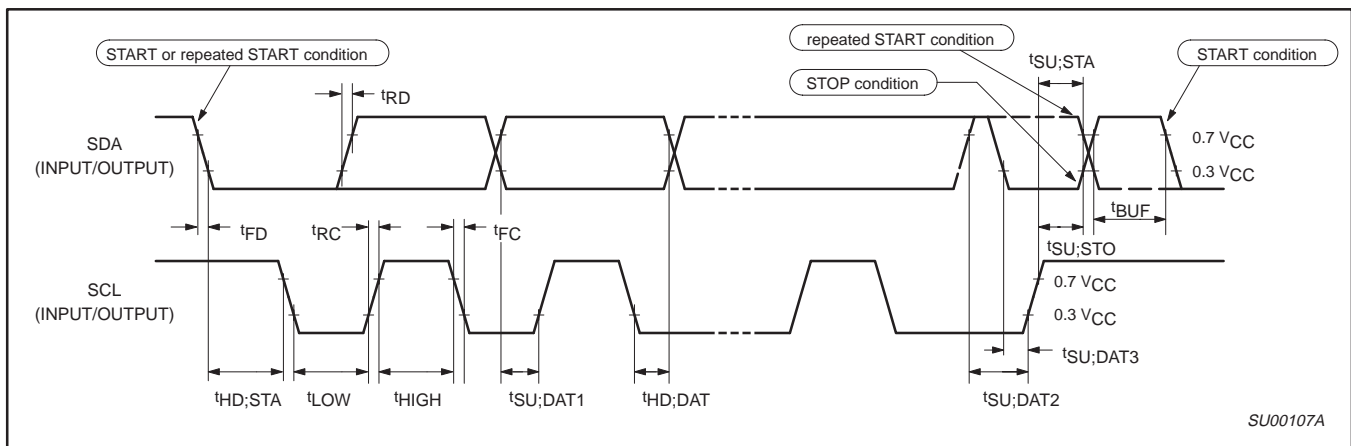 START or repeated START condition
repeated START condition
tSU;STA
START condition
STOP condition
tRD
SDA
(INPUT/OUTPUT)
0.7 VCC
0.3 VCC
tBUF
tFD
tRC
tFC
tSU;STO
SCL
(INPUT/OUTPUT)
0.7 VCC
0.3 VCC
tSU;DAT3
tHD;STA
tLOW
tHIGH
tSU;DAT1
tHD;DAT
tSU;DAT2
SU00107A